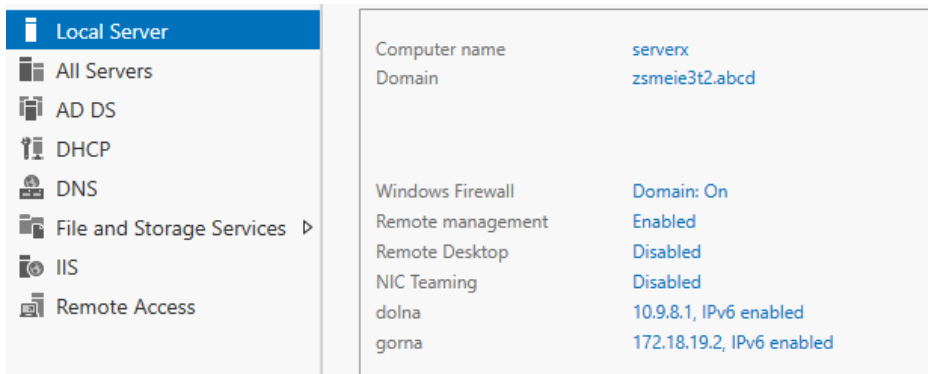 Local Server
All Servers
AD DS
DHCP
DNS
File and Storage Services
IIS
Remote Access
Computer name serverx
Domain zsmeie3t2.abcd
Windows Firewall Domain: On
Remote management Enabled
Remote Desktop Disabled
NIC Teaming Disabled
dolna 10.9.8.1, IPv6 enabled
gorna 172.18.19.2, IPv6 enabled